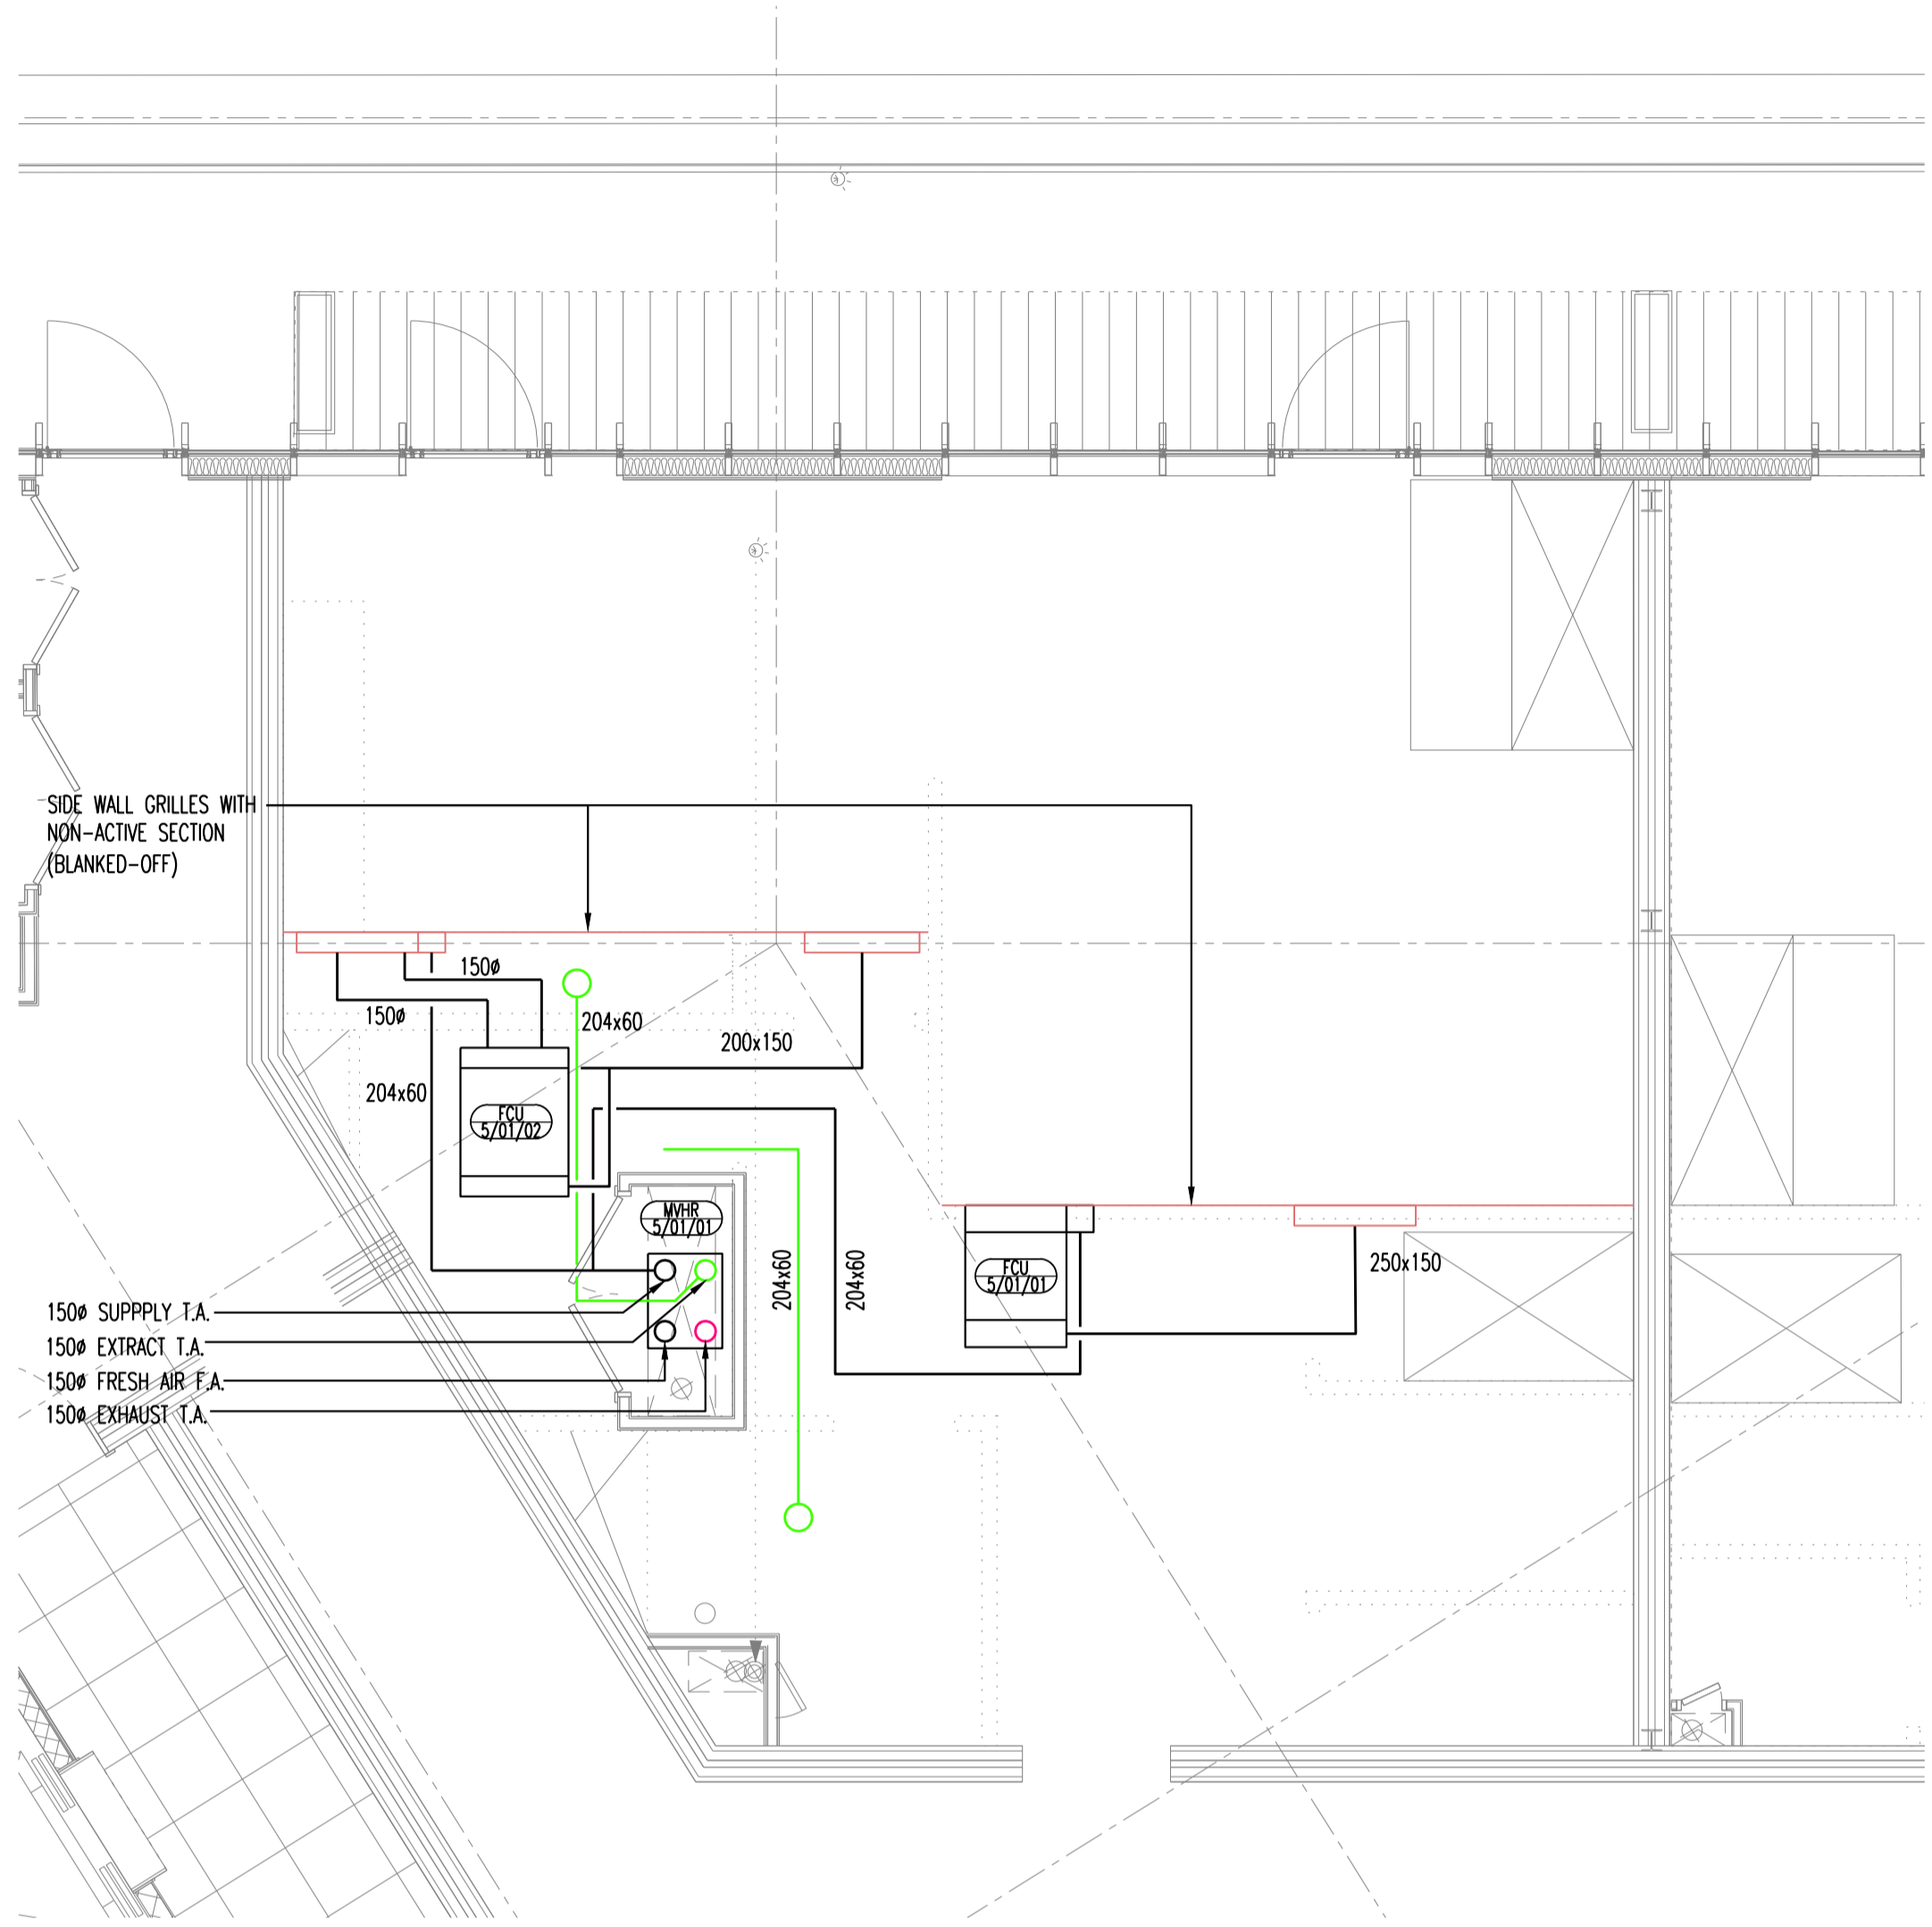 SIDE WALL GRILLES WITH
NON-ACTIVE SECTION
(BLANKED-OFF)
150ø
150ø
204x60
200x150
204x60
FCU
5/01/02
MVHR
5/01/01
204x60
204x60
FCU
5/01/01
250x150
150ø SUPPPLY T.A.
150ø EXTRACT T.A.
150ø FRESH AIR F.A.
150ø EXHAUST T.A.